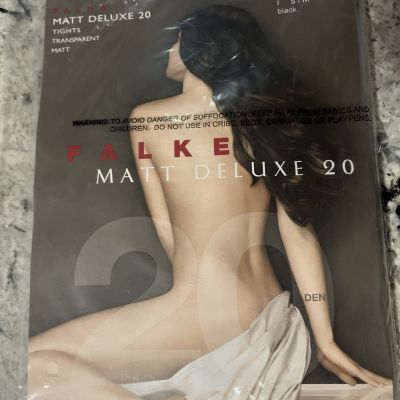 FALKE
MATT DELUXE 20
TIGHTS
TRANSPARENT
MATT
I S/M
black
WARNING: TO AVOID DANGER OF SUFFOCATION, KEEP AWAY FROM BABIES AND
CHILDREN. DO NOT USE IN CRIBS, BEDS, CARRIAGES OR PLAYPENS.
FALKE
MATT DELUXE 20
20
DEN